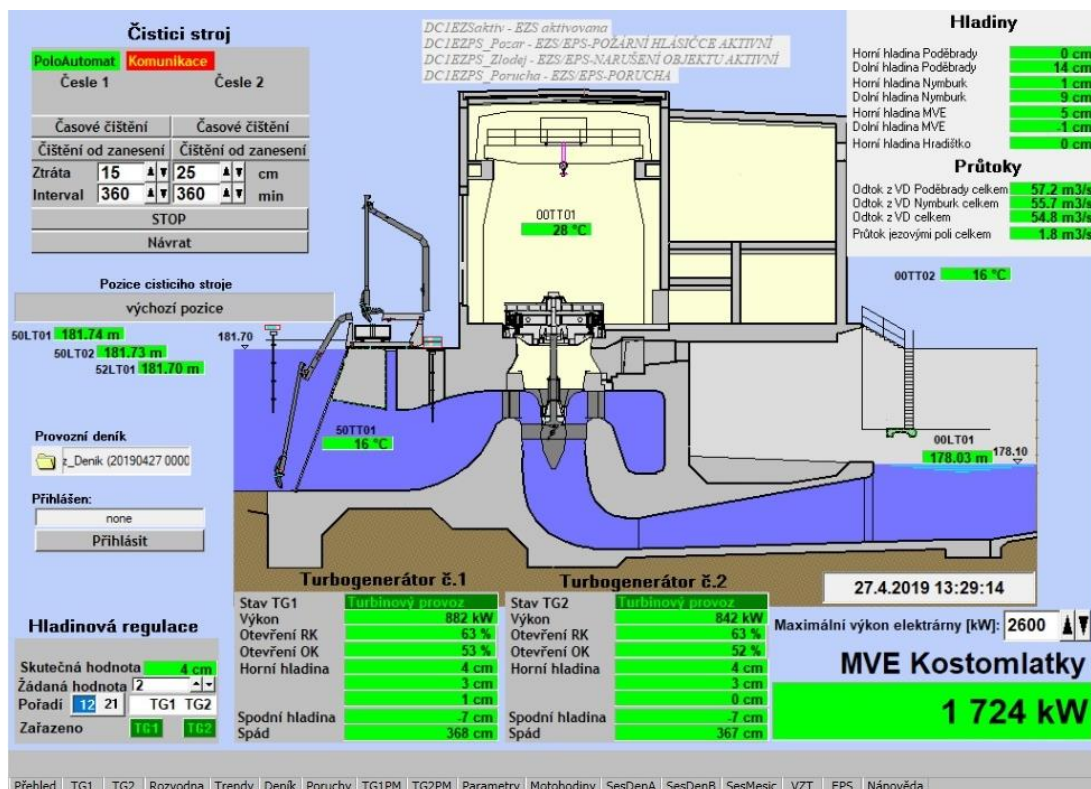 Čistici stroj
PoloAutomat Komunikace
Česle 1 Česle 2
Časové čištění Časové čištění
Čištění od zanesení Čištění od zanesení
Ztráta 15 25 cm
Interval 360 360 min
STOP
Návrat
Pozice cisticiho stroje
výchozí pozice
50LT01 181.74 m
50LT02 181.73 m
52LT01 181.70 m
181.70
DC1EZSaktiv - EZS aktivovana
DC1EZPS_Pozar - EZS/EPS-POŽÁRNÍ HLÁSIČCE AKTIVNÍ
DC1EZPS_Zlodej - EZS/EPS-NARUŠENÍ OBJEKTU AKTIVNÍ
DC1EZPS_Porucha - EZS/EPS-PORUCHA
Hladiny
Horní hladina Poděbrady 0 cm
Dolní hladina Poděbrady 14 cm
Horní hladina Nymburk 1 cm
Dolní hladina Nymburk 9 cm
Horní hladina MVE 5 cm
Dolní hladina MVE -1 cm
Horní hladina Hradištko 0 cm
Průtoky
Odtok z VD Poděbrady celkem 57.2 m3/s
Odtok z VD Nymburk celkem 55.7 m3/s
Odtok z VD celkem 54.8 m3/s
Průtok jezovými poli celkem 1.8 m3/s
00TT01
28 °C
00TT02 16 °C
50TT01
16 °C
00LT01
178.03 m 178.10
Provozní deník
z_Denik (20190427 0000
Přihlášen:
none
Přihlásit
27.4.2019 13:29:14
Hladinová regulace
Skutečná hodnota 4 cm
Žádaná hodnota 2
Pořadí 12 21 TG1 TG2
Zařazeno TG1 TG2
Turbogenerátor č.1
Stav TG1 Turbinový provoz
Výkon 882 kW
Otevření RK 63 %
Otevření OK 53 %
Horní hladina 4 cm
3 cm
1 cm
Spodní hladina -7 cm
Spád 368 cm
Turbogenerátor č.2
Stav TG2 Turbinový provoz
Výkon 842 kW
Otevření RK 63 %
Otevření OK 52 %
Horní hladina 4 cm
3 cm
0 cm
Spodní hladina -7 cm
Spád 367 cm
Maximální výkon elektrárny [kW]: 2600
MVE Kostomlatky
1 724 kW
Přehled TG1 TG2 Rozvodna Trendy Deník Poruchy TG1PM TG2PM Parametry Motohodiny SesDenA SesDenB SesMesic VZT EPS Nápověda